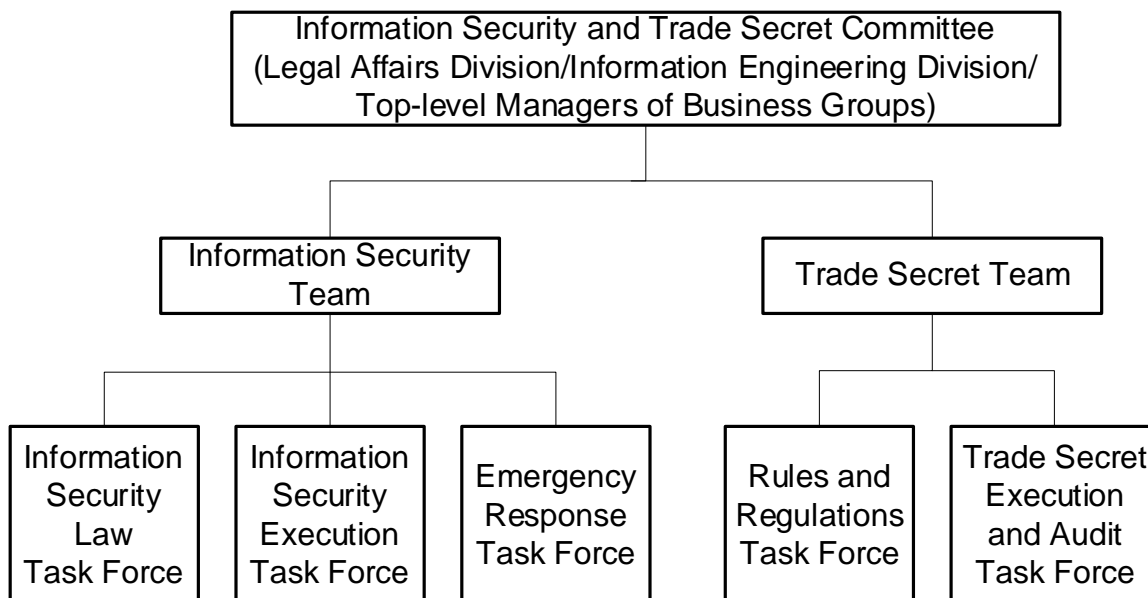 Information Security and Trade Secret Committee
(Legal Affairs Division/Information Engineering Division/
Top-level Managers of Business Groups)
Information Security
Team
Trade Secret Team
Information
Security
Law
Task Force
Information
Security
Execution
Task Force
Emergency
Response
Task Force
Rules and
Regulations
Task Force
Trade Secret
Execution
and Audit
Task Force